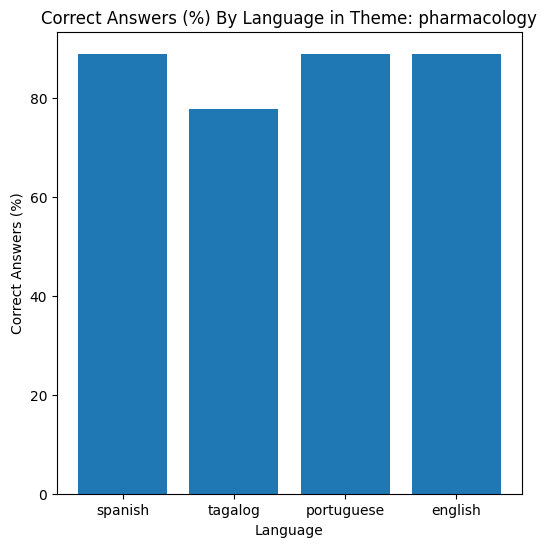 Correct Answers (%) By Language in Theme: pharmacology
Correct Answers (%)
80
60
40
20
0
spanish tagalog portuguese english
Language